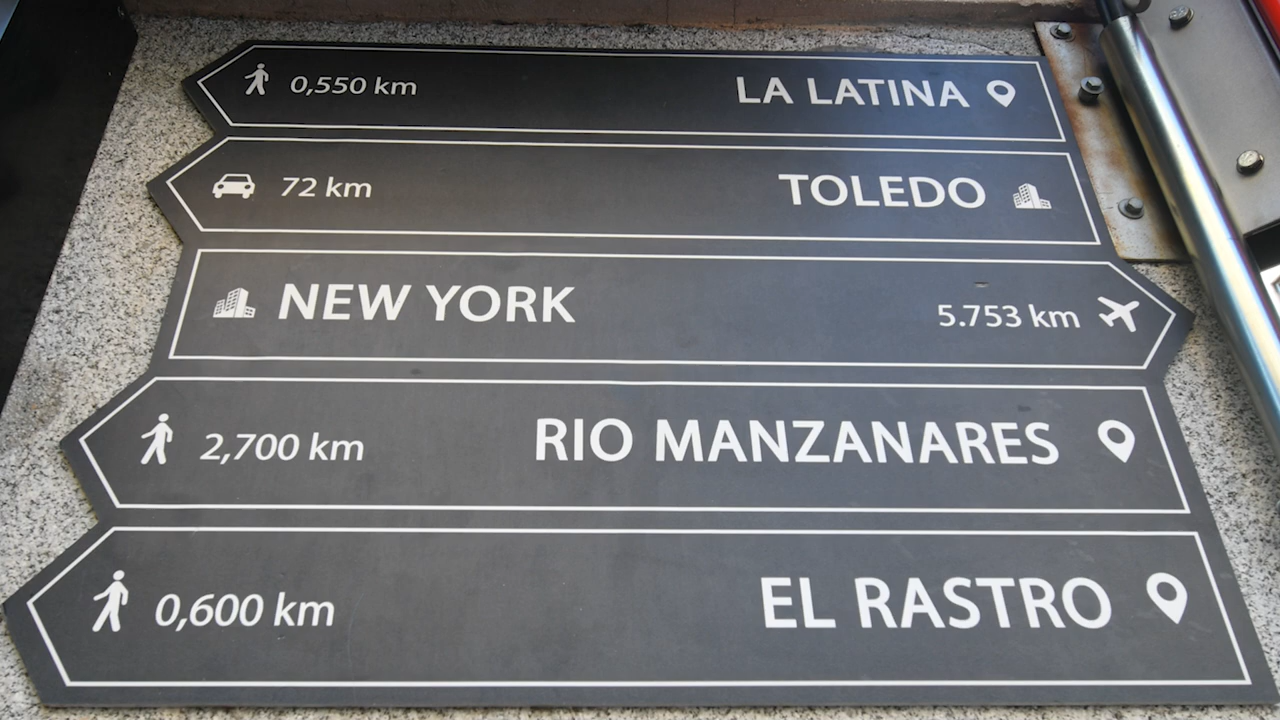 0,550 km LA LATINA
72 km TOLEDO
NEW YORK 5.753 km
2,700 km RIO MANZANARES
0,600 km EL RASTRO